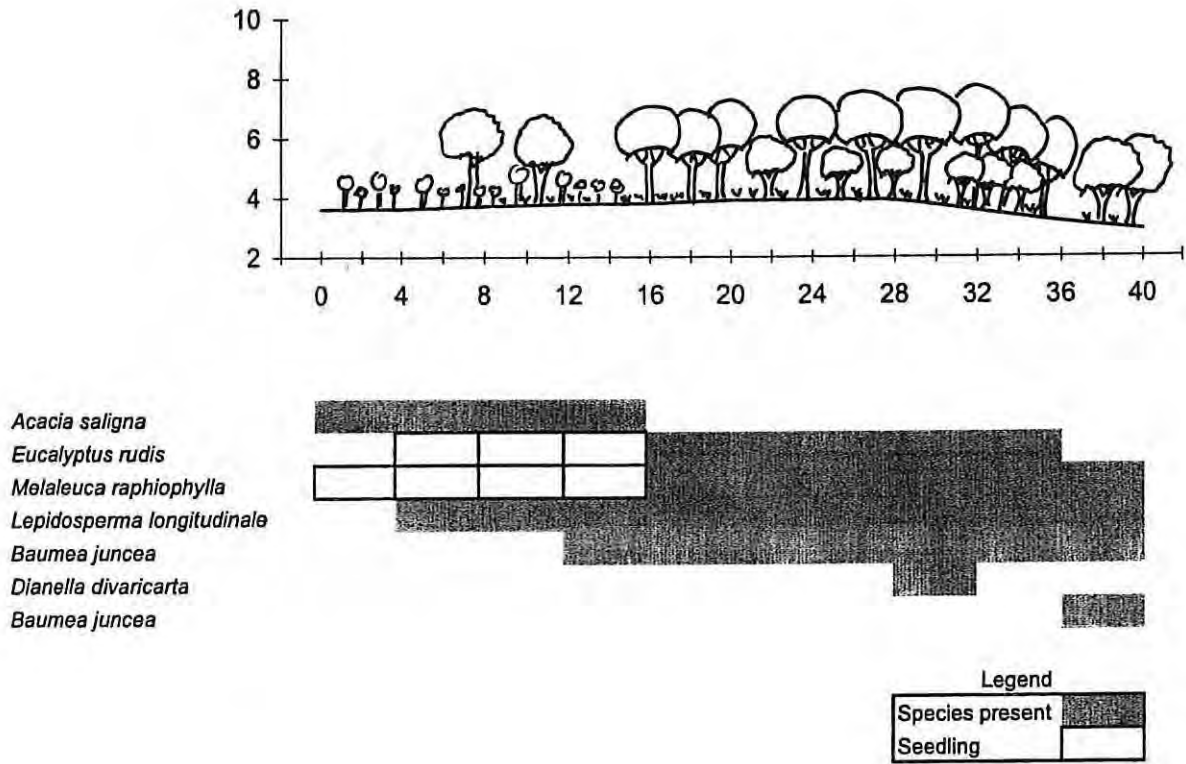 10
8
6
4
2
0 4 8 12 16 20 24 28 32 36 40
Acacia saligna
Eucalyptus rudis
Melaleuca raphiophylla
Lepidosperma longitudinale
Baumea juncea
Dianella divaricarta
Baumea juncea
Legend
Species present
Seedling